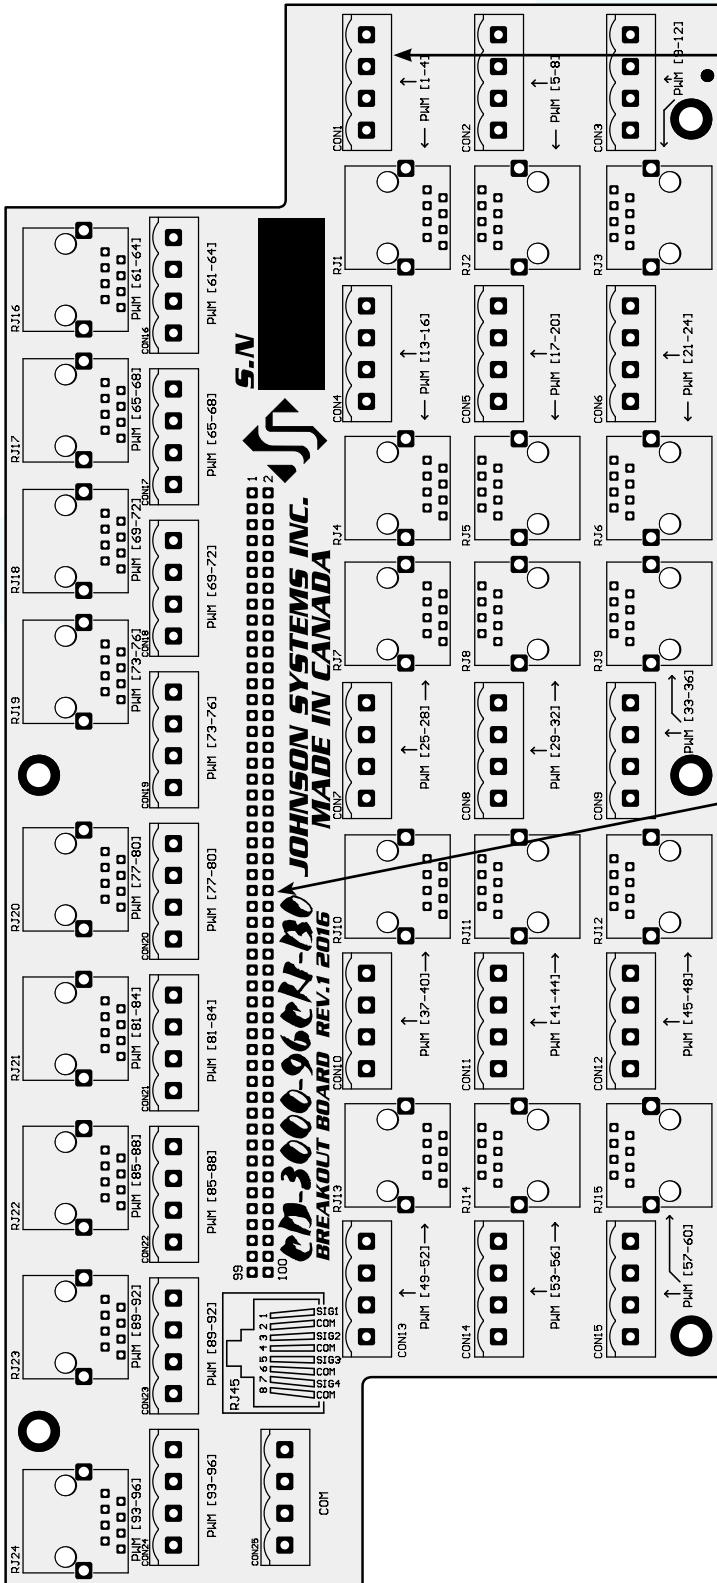 CON1
PWM [1-4]
CON2
PWM [5-8]
CON3
PWM [9-12]
RJ1
RJ2
RJ3
CON4
PWM [13-16]
CON5
PWM [17-20]
CON6
PWM [21-24]
RJ4
RJ5
RJ6
RJ7
RJ8
RJ9
CON7
PWM [25-28]
CON8
PWM [29-32]
CON9
PWM [33-36]
RJ10
RJ11
RJ12
CON10
PWM [37-40]
CON11
PWM [41-44]
CON12
PWM [45-48]
RJ13
RJ14
RJ15
CON13
PWM [49-52]
CON14
PWM [53-56]
CON15
PWM [57-60]
RJ16
PWM [61-64]
CON16
PWM [61-64]
RJ17
PWM [65-68]
CON17
PWM [65-68]
RJ18
PWM [69-72]
CON18
PWM [69-72]
RJ19
PWM [73-76]
CON19
PWM [73-76]
RJ20
PWM [77-80]
CON20
PWM [77-80]
RJ21
PWM [81-84]
CON21
PWM [81-84]
RJ22
PWM [85-88]
CON22
PWM [85-88]
RJ23
PWM [89-92]
CON23
PWM [89-92]
RJ24
PWM [93-96]
CON24
PWM [93-96]
S.N
1
2
99
100
JOHNSON SYSTEMS INC.
MADE IN CANADA
CD-3000-96CH-BO
BREAKOUT BOARD REV.1 2016
RJ45
1 SIG1
2 COM
3 SIG2
4 COM
5 SIG3
6 COM
7 SIG4
8 COM
CON25
COM